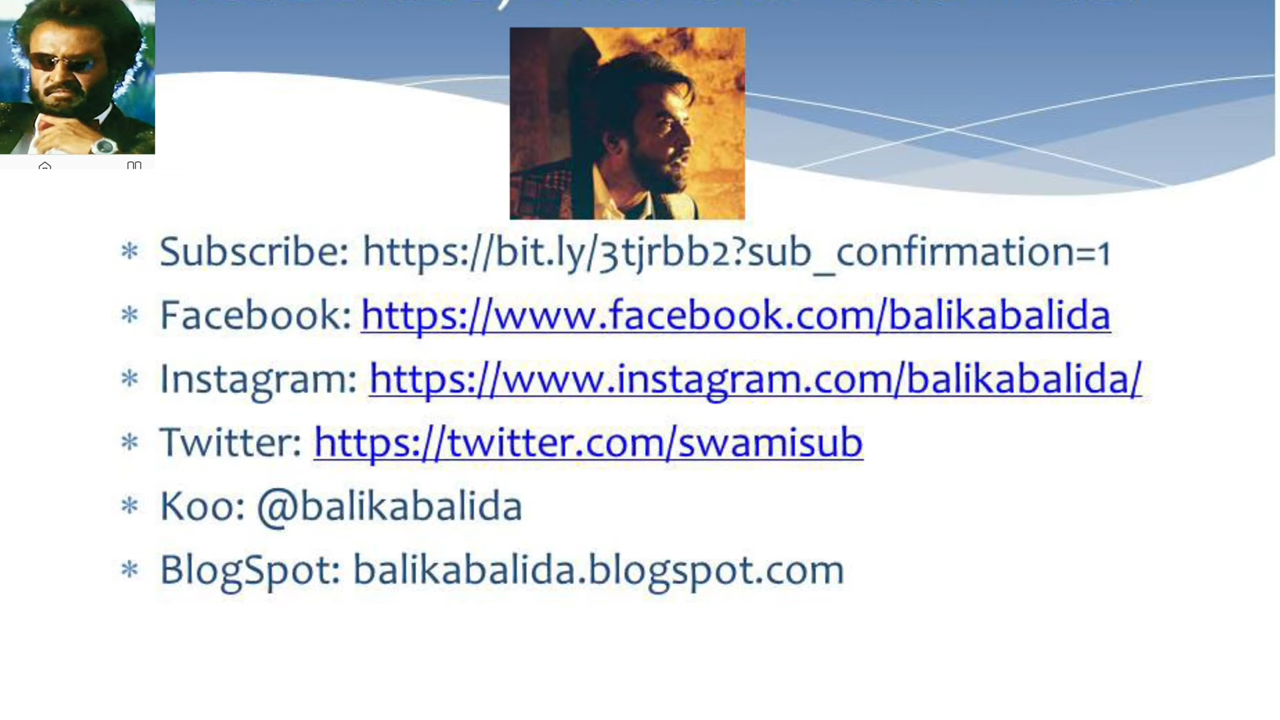 * Subscribe: https://bit.ly/3tjrbb2?sub_confirmation=1
* Facebook: https://www.facebook.com/balikabalida
* Instagram: https://www.instagram.com/balikabalida/
* Twitter: https://twitter.com/swamisub
* Koo: @balikabalida
* BlogSpot: balikabalida.blogspot.com